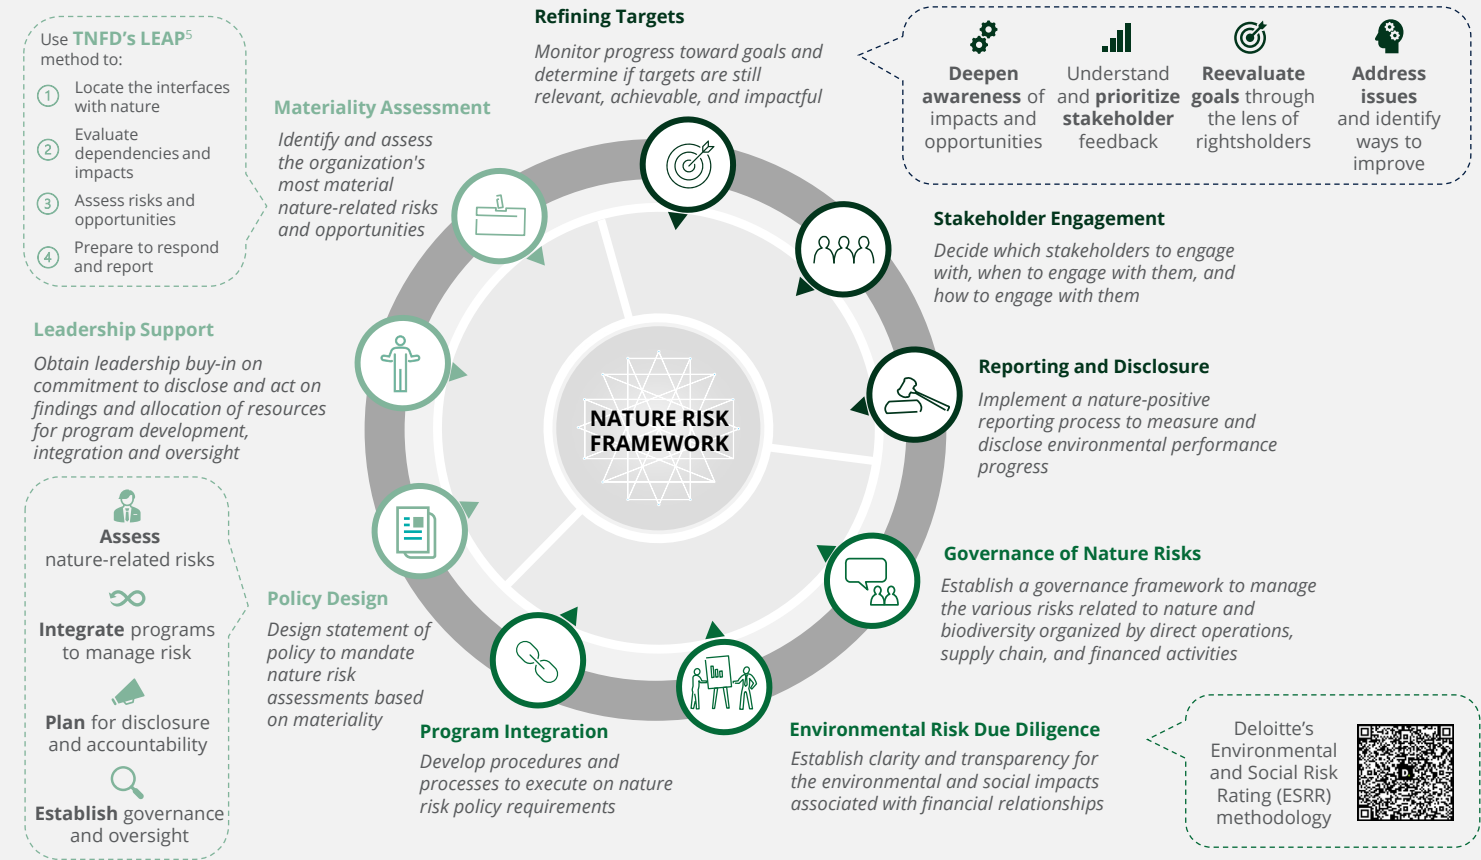 Use TNFD's LEAP5
method to:
1
Locate the interfaces
with nature
2
Evaluate
dependencies and
impacts
3
Assess risks and
opportunities
4
Prepare to respond
and report
Materiality Assessment
Identify and assess
the organization's
most material
nature-related risks
and opportunities
Refining Targets
Monitor progress toward goals and
determine if targets are still
relevant, achievable, and impactful
Deepen
awareness of
impacts and
opportunities
Understand
and prioritize
stakeholder
feedback
Reevaluate
goals through
the lens of
rightsholders
Address
issues
and identify
ways to
improve
Stakeholder Engagement
Decide which stakeholders to engage
with, when to engage with them, and
how to engage with them
Leadership Support
Obtain leadership buy-in on
commitment to disclose and act on
findings and allocation of resources
for program development,
integration and oversight
NATURE RISK
FRAMEWORK
Reporting and Disclosure
Implement a nature-positive
reporting process to measure and
disclose environmental performance
progress
Assess
nature-related risks
Integrate programs
to manage risk
Plan for disclosure
and accountability
Establish governance
and oversight
Policy Design
Design statement of
policy to mandate
nature risk
assessments based
on materiality
Governance of Nature Risks
Establish a governance framework to manage
the various risks related to nature and
biodiversity organized by direct operations,
supply chain, and financed activities
Program Integration
Develop procedures and
processes to execute on nature
risk policy requirements
Environmental Risk Due Diligence
Establish clarity and transparency for
the environmental and social impacts
associated with financial relationships
Deloitte's
Environmental
and Social Risk
Rating (ESRR)
methodology
D.